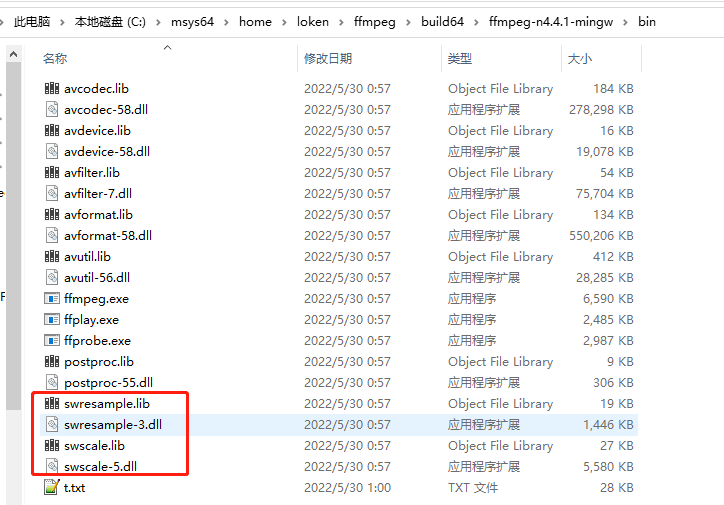 此电脑 > 本地磁盘 (C:) > msys64 > home > loken > ffmpeg > build64 > ffmpeg-n4.4.1-mingw > bin
名称 修改日期 类型 大小
avcodec.lib 2022/5/30 0:57 Object File Library 184 KB
avcodec-58.dll 2022/5/30 0:57 应用程序扩展 278,298 KB
avdevice.lib 2022/5/30 0:57 Object File Library 16 KB
avdevice-58.dll 2022/5/30 0:57 应用程序扩展 19,078 KB
avfilter.lib 2022/5/30 0:57 Object File Library 54 KB
avfilter-7.dll 2022/5/30 0:57 应用程序扩展 75,704 KB
avformat.lib 2022/5/30 0:57 Object File Library 134 KB
avformat-58.dll 2022/5/30 0:57 应用程序扩展 550,206 KB
avutil.lib 2022/5/30 0:57 Object File Library 412 KB
avutil-56.dll 2022/5/30 0:57 应用程序扩展 28,285 KB
ffmpeg.exe 2022/5/30 0:57 应用程序 6,590 KB
ffplay.exe 2022/5/30 0:57 应用程序 2,485 KB
ffprobe.exe 2022/5/30 0:57 应用程序 2,987 KB
postproc.lib 2022/5/30 0:57 Object File Library 9 KB
postproc-55.dll 2022/5/30 0:57 应用程序扩展 306 KB
swresample.lib 2022/5/30 0:57 Object File Library 19 KB
swresample-3.dll 2022/5/30 0:57 应用程序扩展 1,446 KB
swscale.lib 2022/5/30 0:57 Object File Library 27 KB
swscale-5.dll 2022/5/30 0:57 应用程序扩展 5,580 KB
t.txt 2022/5/30 1:00 TXT 文件 28 KB